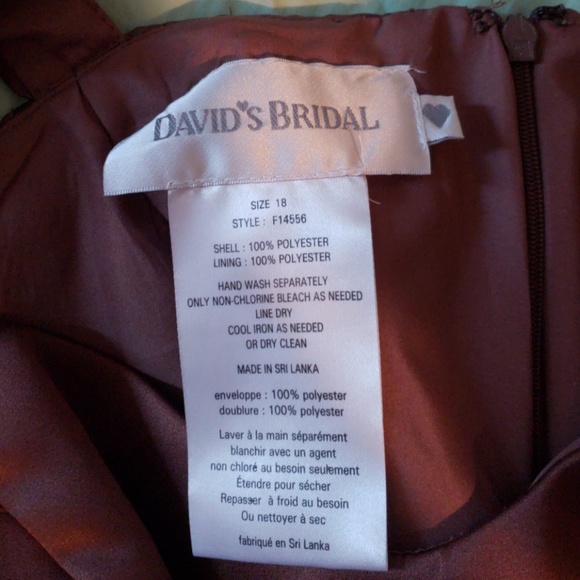 DAVID'S BRIDAL
SIZE 18
STYLE : F14556
SHELL : 100% POLYESTER
LINING : 100% POLYESTER
HAND WASH SEPARATELY
ONLY NON-CHLORINE BLEACH AS NEEDED
LINE DRY
COOL IRON AS NEEDED
OR DRY CLEAN
MADE IN SRI LANKA
enveloppe : 100% polyester
doublure : 100% polyester
Laver à la main séparément
blanchir avec un agent
non chloré au besoin seulement
Étendre pour sécher
Repasser à froid au besoin
Ou nettoyer à sec
fabriqué en Sri Lanka